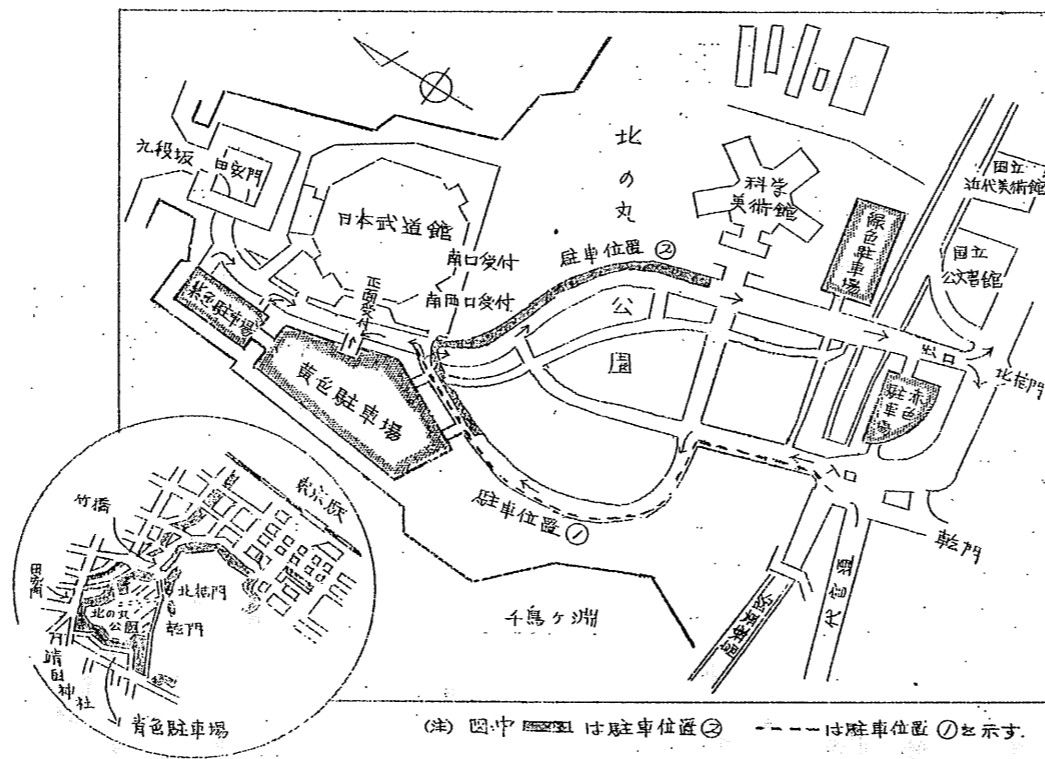 九段坂
田安門
日本武道館
北の丸
科学
美術館
国立
近代美術館
緑色駐車場
国立
公文書館
南口受付
南西口受付
正面受付
駐車位置②
紫色駐車場
黄色駐車場
公
園
出口
北桔門
赤色
駐車場
入口
駐車位置①
乾門
代官通
千鳥ヶ淵
竹橋
東京駅
田安門
北桔門
北の丸
公園
乾門
靖国神社
青色駐車場
(注) 図中 は駐車位置② は駐車位置①を示す.